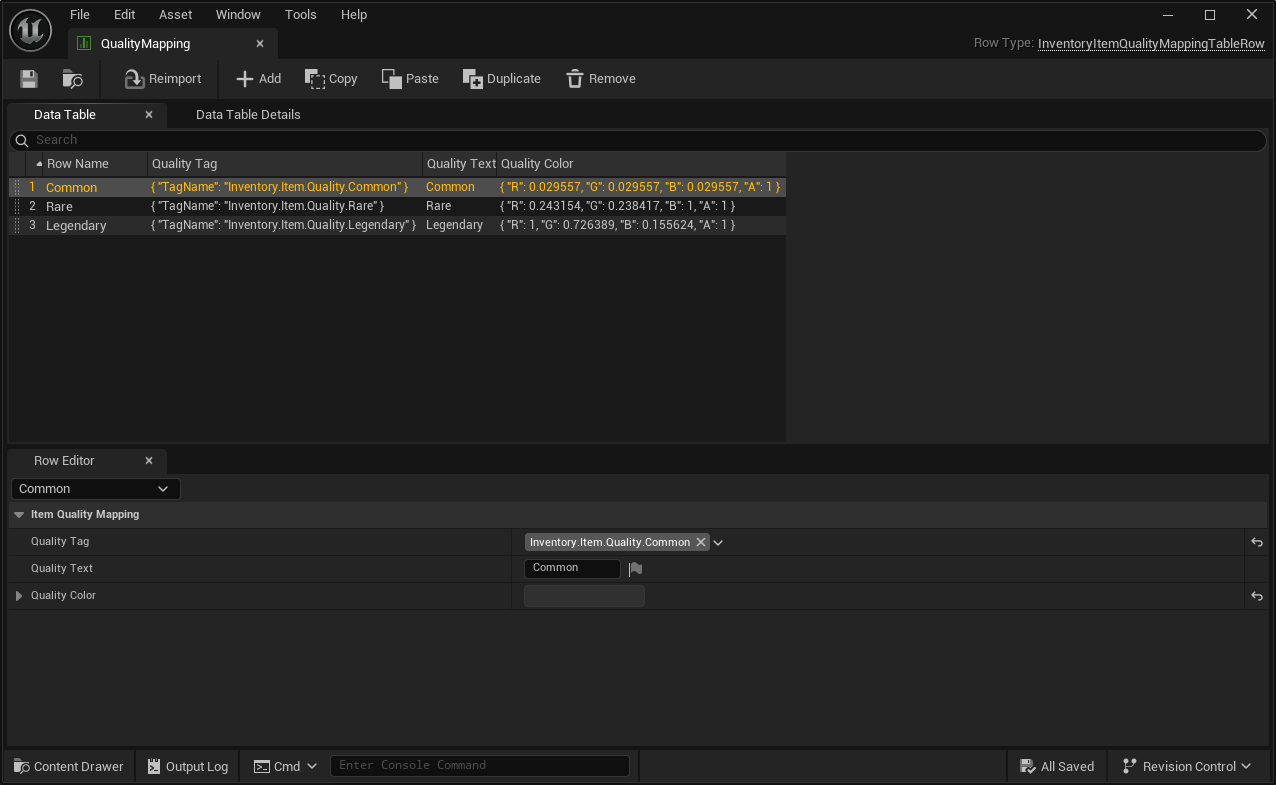 File Edit Asset Window Tools Help
QualityMapping
Row Type: InventoryItemQualityMappingTableRow
Reimport Add Copy Paste Duplicate Remove
Data Table Data Table Details
Search
Row Name Quality Tag Quality Text Quality Color
1 Common { "TagName": "Inventory.Item.Quality.Common" } Common { "R": 0.029557, "G": 0.029557, "B": 0.029557, "A": 1 }
2 Rare { "TagName": "Inventory.Item.Quality.Rare" } Rare { "R": 0.243154, "G": 0.238417, "B": 1, "A": 1 }
3 Legendary { "TagName": "Inventory.Item.Quality.Legendary" } Legendary { "R": 1, "G": 0.726389, "B": 0.155624, "A": 1 }
Row Editor
Common
Item Quality Mapping
Quality Tag Inventory.Item.Quality.Common
Quality Text Common
Quality Color
Content Drawer Output Log Cmd Enter Console Command All Saved Revision Control